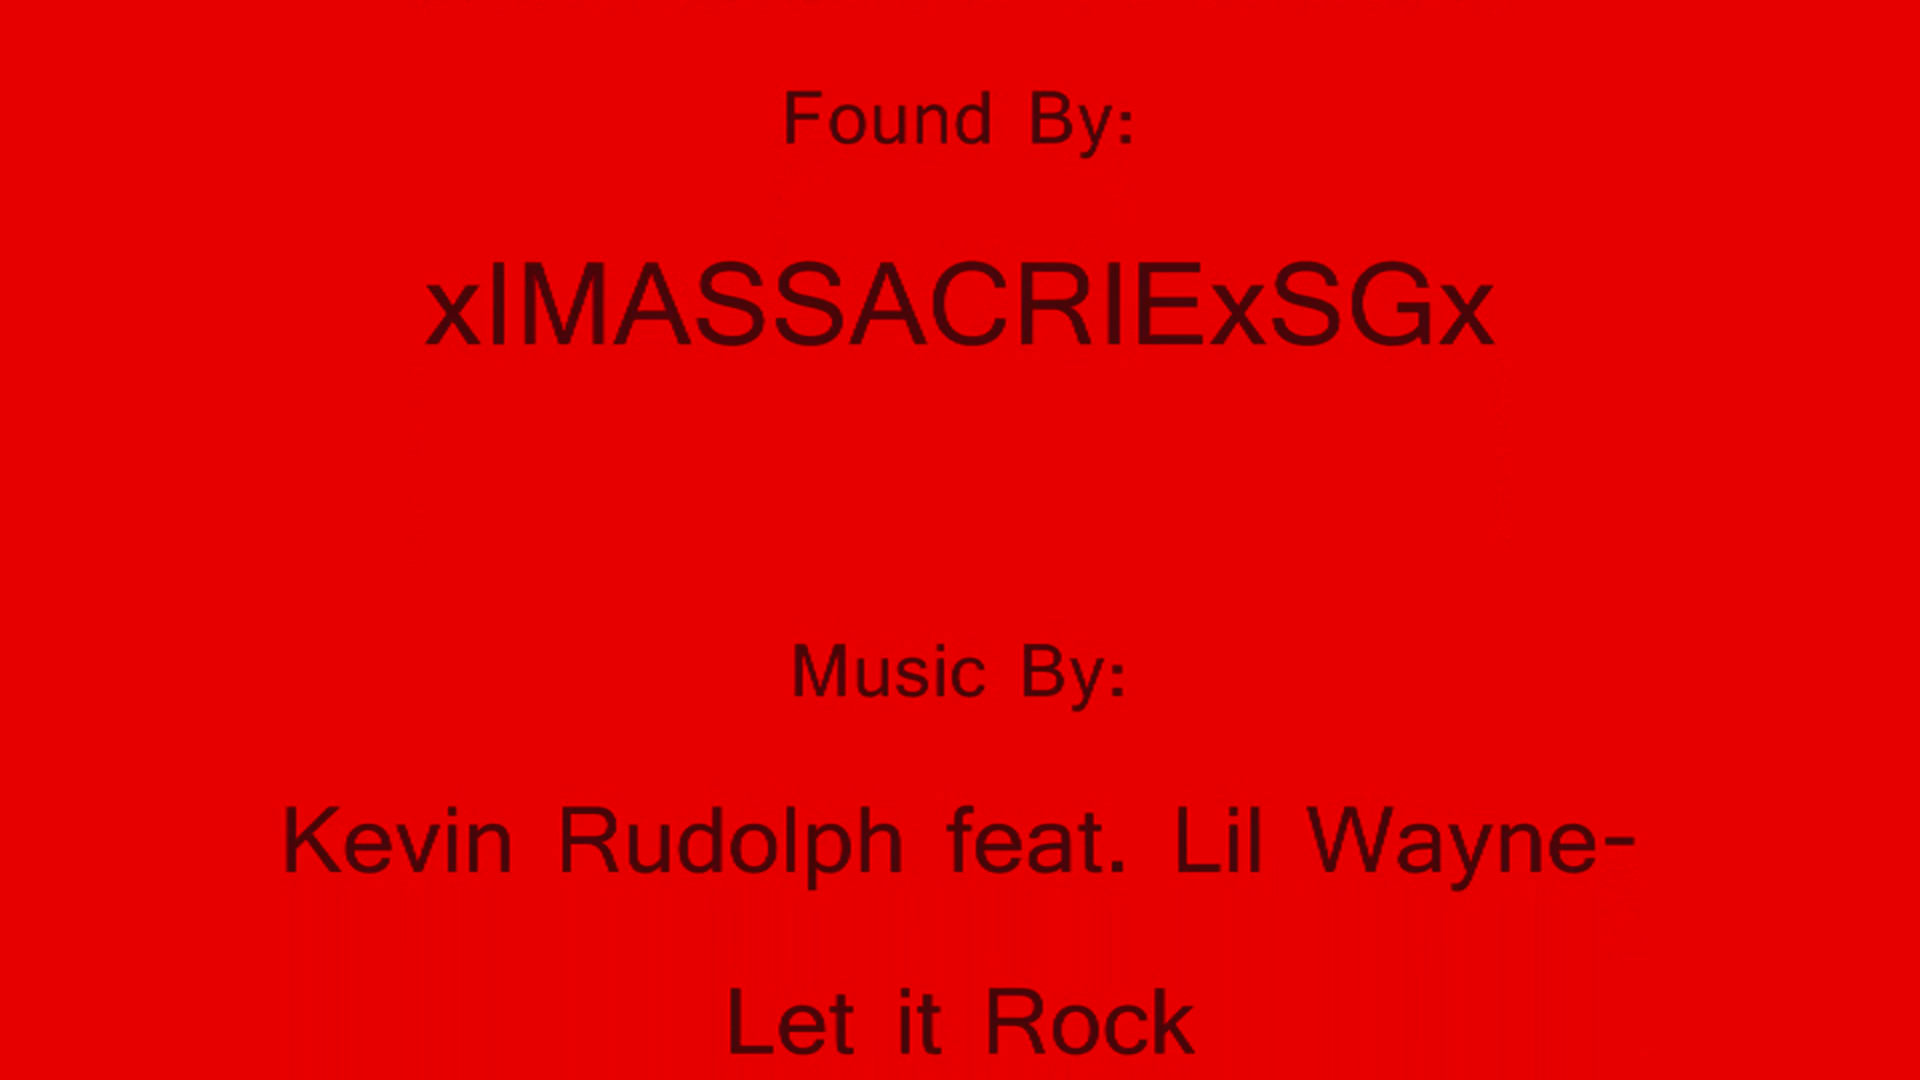 Found By:
xIMASSACRIExSGx
Music By:
Kevin Rudolph feat. Lil Wayne-
Let it Rock